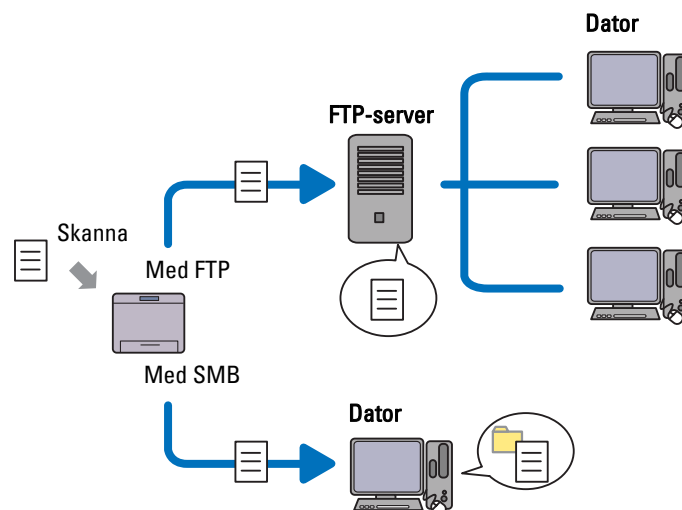 Dator
FTP-server
Skanna
Med FTP
Med SMB
Dator